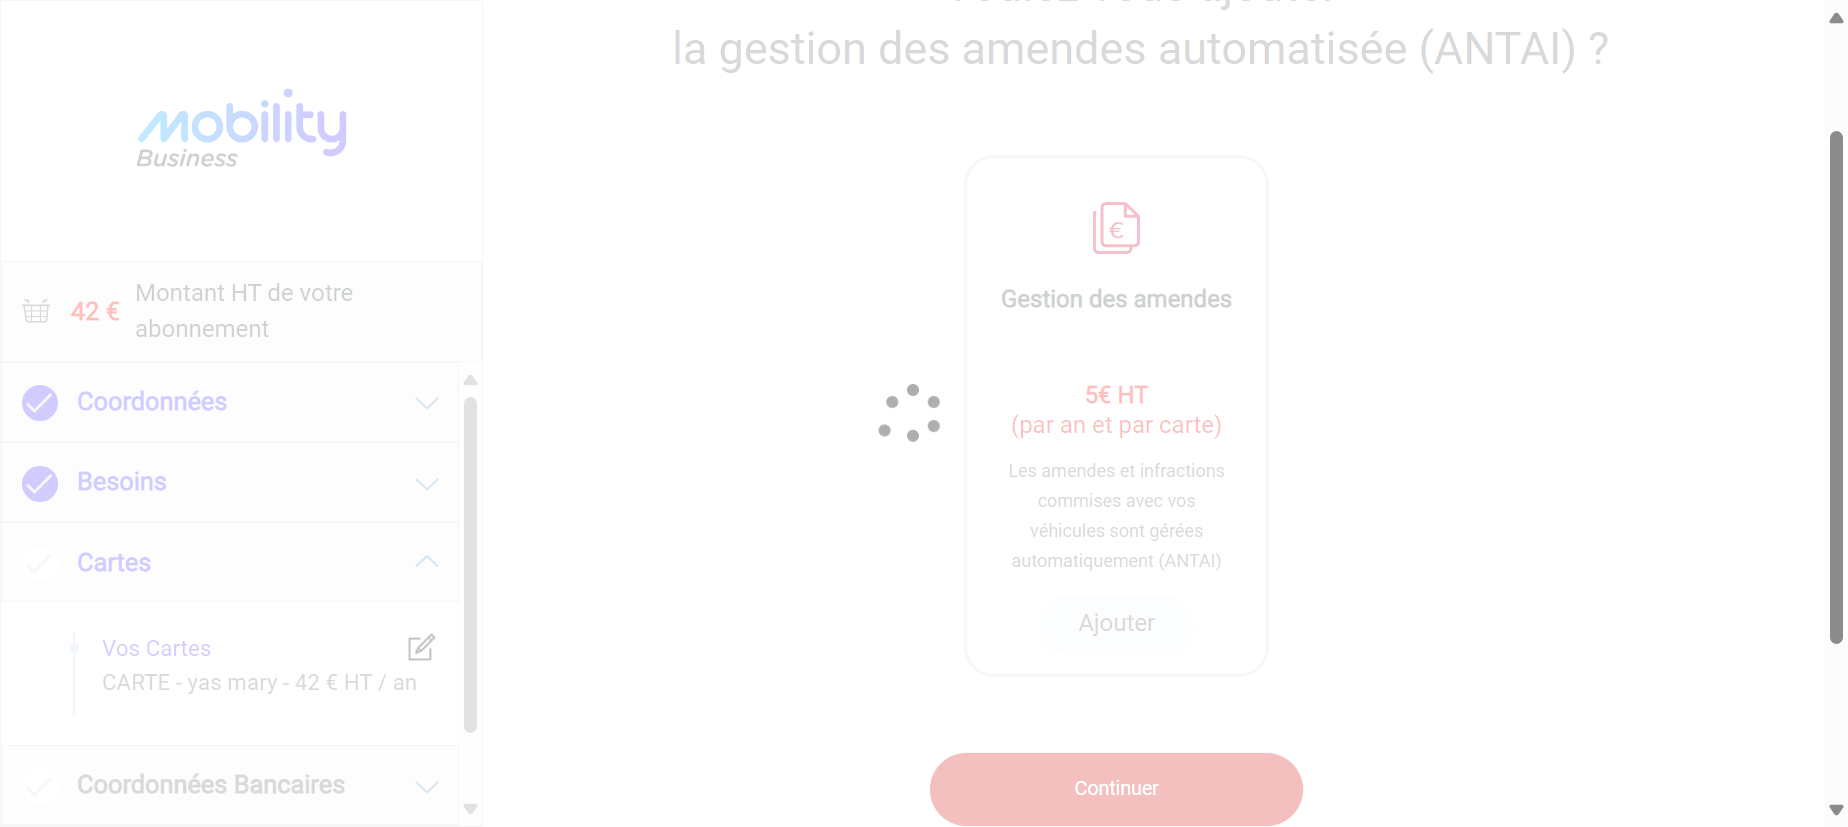 la gestion des amendes automatisée (ANTAI) ?
mobility
Business
42 €
Montant HT de votre
abonnement
Coordonnées
Besoins
Cartes
Vos Cartes
CARTE - yas mary - 42 € HT / an
Coordonnées Bancaires
€
Gestion des amendes
5€ HT
(par an et par carte)
Les amendes et infractions
commises avec vos
véhicules sont gérées
automatiquement (ANTAI)
Ajouter
Continuer